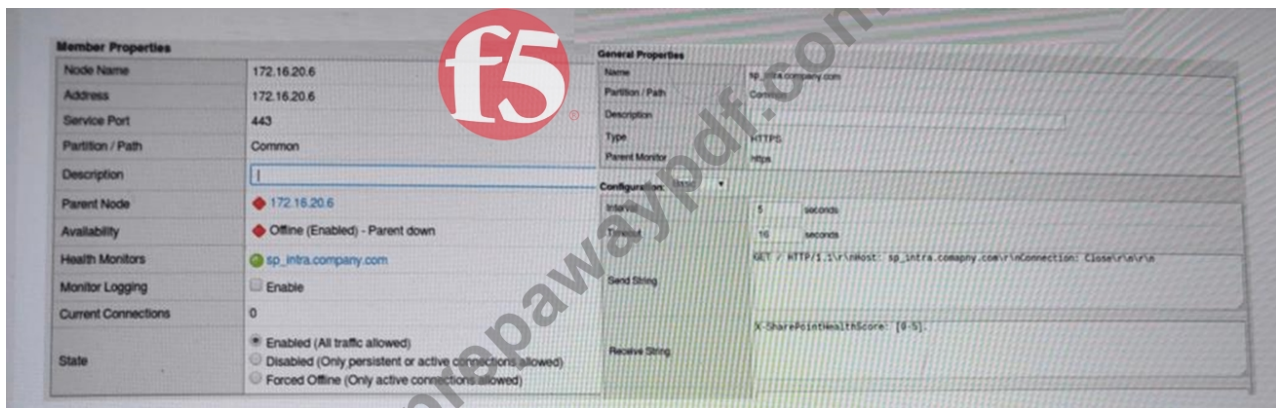 Member Properties
Node Name 172.16.20.6
Address 172.16.20.6
Service Port 443
Partition / Path Common
Description
Parent Node 172.16.20.6
Availability Offline (Enabled) - Parent down
Health Monitors sp_intra.company.com
Monitor Logging Enable
Current Connections 0
State Enabled (All traffic allowed)
Disabled (Only persistent or active connections allowed)
Forced Offline (Only active connections allowed)
f5
®
General Properties
Name sp_intra.company.com
Partition / Path Common
Description
Type HTTPS
Parent Monitor https
Configuration: Basic
Interval 5 seconds
Timeout 16 seconds
Send String GET / HTTP/1.1\r\nHost: sp_intra.comapny.com\r\nConnection: Close\r\n\r\n
Receive String X-SharePointHealthScore: [0-5].
prepawaypdf.com